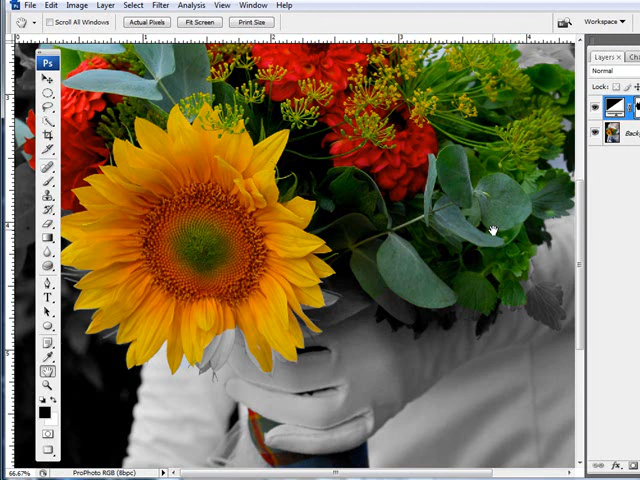 File Edit Image Layer Select Filter Analysis View Window Help
Scroll All Windows Actual Pixels Fit Screen Print Size Workspace
Ps
Layers
Normal
Lock:
T
66.67% ProPhoto RGB (8bpc)
fx